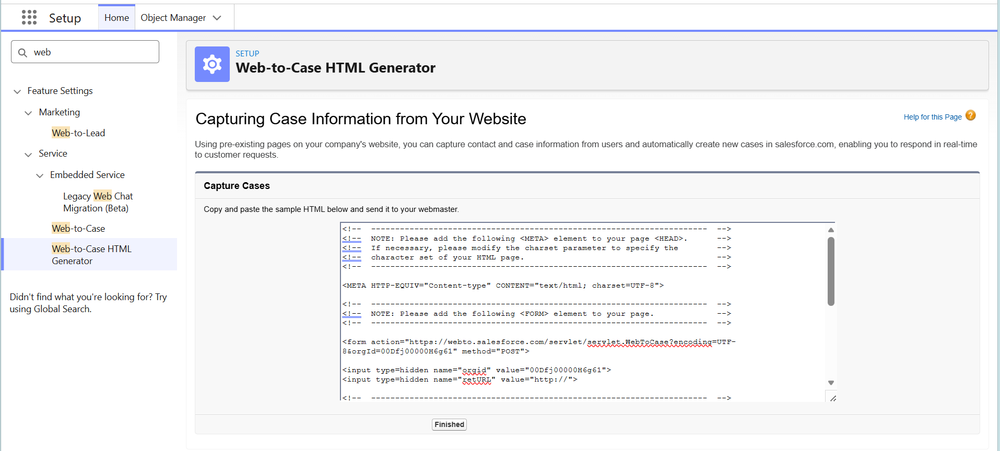 Setup
Home
Object Manager
web
Feature Settings
Marketing
Web-to-Lead
Service
Embedded Service
Legacy Web Chat
Migration (Beta)
Web-to-Case
Web-to-Case HTML
Generator
Didn't find what you're looking for? Try
using Global Search.
SETUP
Web-to-Case HTML Generator
Capturing Case Information from Your Website
Help for this Page ?
Using pre-existing pages on your company's website, you can capture contact and case information from users and automatically create new cases in salesforce.com, enabling you to respond in real-time
to customer requests.
Capture Cases
Copy and paste the sample HTML below and send it to your webmaster.
<!--  ----------------------------------------------------------------------  -->
<!--  NOTE: Please add the following <META> element to your page <HEAD>.      -->
<!--  If necessary, please modify the charset parameter to specify the        -->
<!--  character set of your HTML page.                                        -->
<!--  ----------------------------------------------------------------------  -->
<META HTTP-EQUIV="Content-type" CONTENT="text/html; charset=UTF-8">
<!--  ----------------------------------------------------------------------  -->
<!--  NOTE: Please add the following <FORM> element to your page.             -->
<!--  ----------------------------------------------------------------------  -->
<form action="https://webto.salesforce.com/servlet/servlet.WebToCase?encoding=UTF-
8&orgId=00Dfj00000H6g61" method="POST">
<input type=hidden name="orgid" value="00Dfj00000H6g61">
<input type=hidden name="retURL" value="http://">
<!--  ----------------------------------------------------------------------  -->
Finished